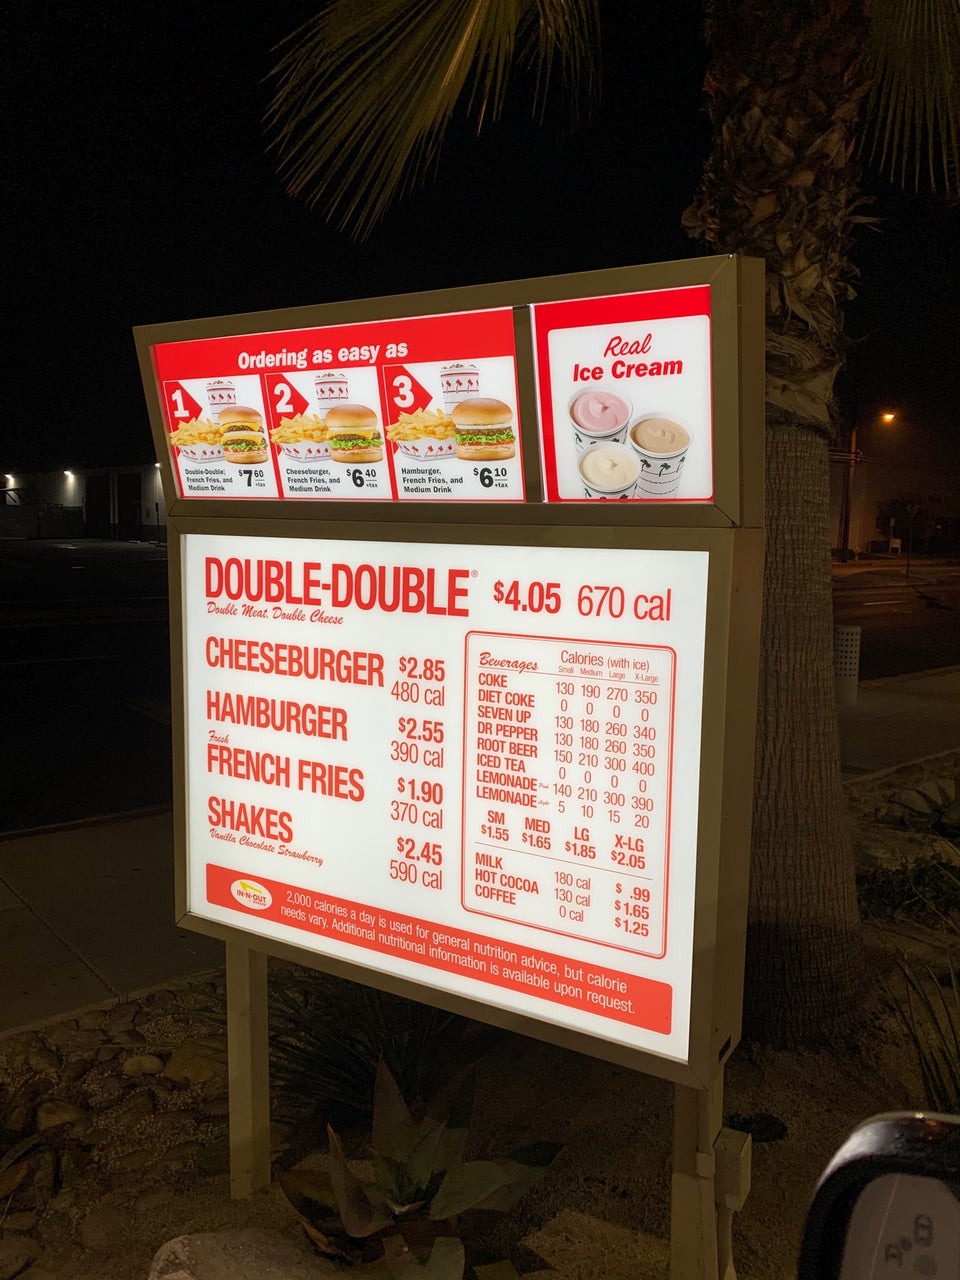 Ordering as easy as
1
Double-Double,
French Fries, and
Medium Drink
$7 60
+tax
2
Cheeseburger,
French Fries, and
Medium Drink
$6 40
+tax
3
Hamburger,
French Fries, and
Medium Drink
$6 10
+tax
Real
Ice Cream
DOUBLE-DOUBLE® $4.05 670 cal
Double Meat, Double Cheese
CHEESEBURGER $2.85
480 cal
HAMBURGER $2.55
390 cal
Fresh
FRENCH FRIES $1.90
370 cal
SHAKES $2.45
Vanilla Chocolate Strawberry
590 cal
Beverages Calories (with ice)
Small Medium Large X-Large
COKE 130 190 270 350
DIET COKE 0 0 0 0
SEVEN UP 130 180 260 340
DR PEPPER 130 180 260 350
ROOT BEER 150 210 300 400
ICED TEA 0 0 0 0
LEMONADE Pink 140 210 300 390
LEMONADE Light 5 10 15 20
SM MED LG X-LG
$1.55 $1.65 $1.85 $2.05
MILK 180 cal $ .99
HOT COCOA 130 cal $1.65
COFFEE 0 cal $1.25
IN-N-OUT
2,000 calories a day is used for general nutrition advice, but calorie
needs vary. Additional nutritional information is available upon request.